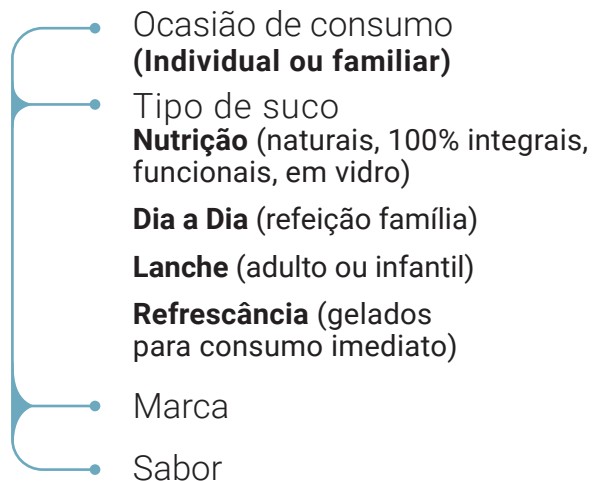 Ocasião de consumo
(Individual ou familiar)
Tipo de suco
Nutrição (naturais, 100% integrais,
funcionais, em vidro)
Dia a Dia (refeição família)
Lanche (adulto ou infantil)
Refrescância (gelados
para consumo imediato)
Marca
Sabor